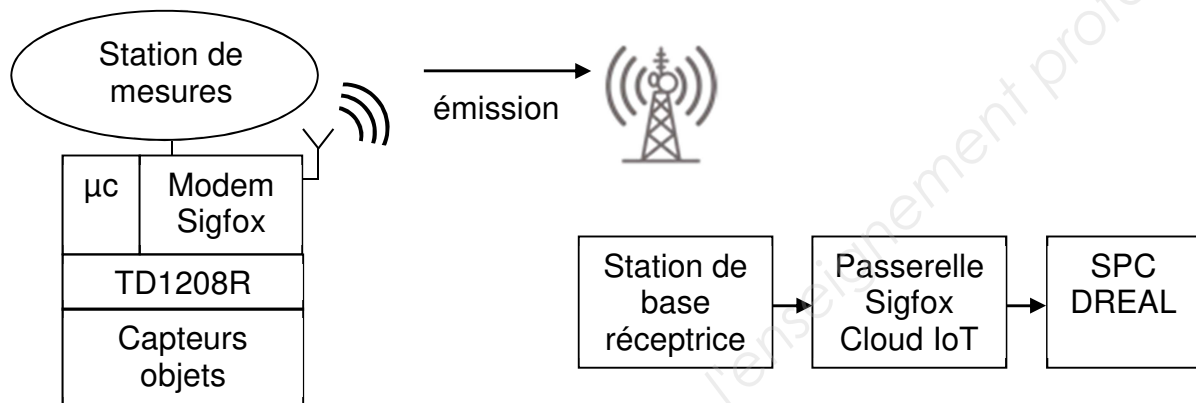 Station de
mesures
émission
µc
Modem
Sigfox
TD1208R
Capteurs
objets
Station de
base
réceptrice
Passerelle
Sigfox
Cloud IoT
SPC
DREAL
l'enseignement